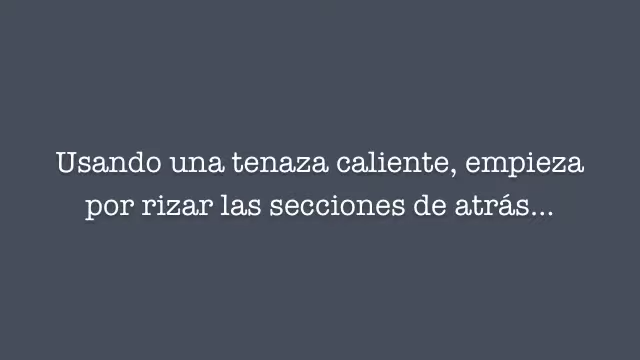 Usando una tenaza caliente, empieza
por rizar las secciones de atrás...